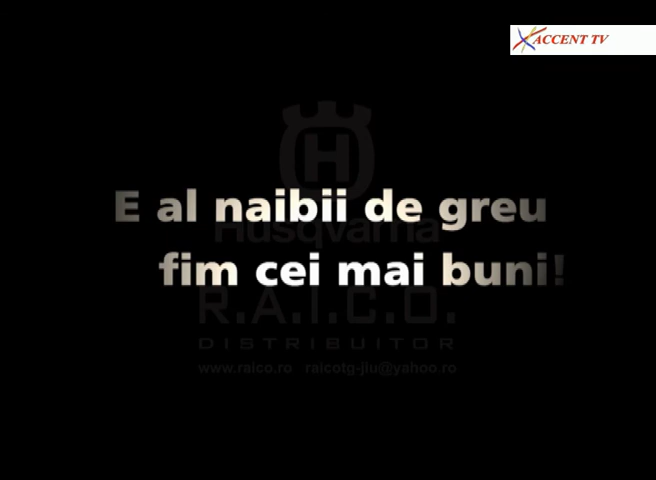 ACCENT TV
H
E al naibii de greu
Husqvarna
fim cei mai buni!
R.A.I.C.O.
DISTRIBUITOR
www.raico.ro raicotg-jiu@yahoo.ro